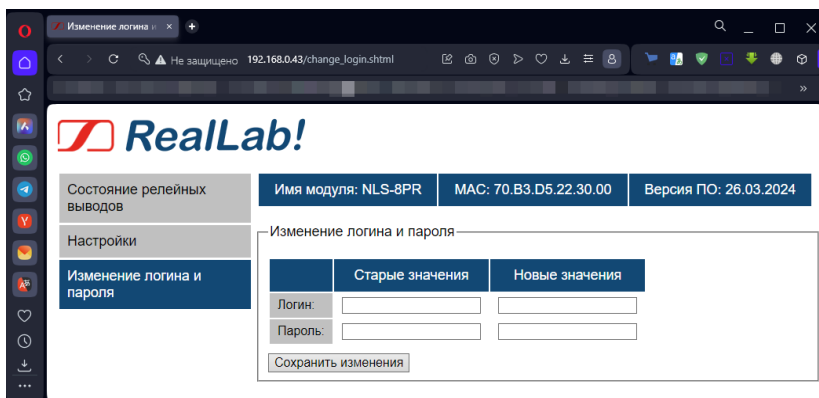 Изменение логина и
Не защищено 192.168.0.43/change_login.shtml
RealLab!
Состояние релейных
выводов
Настройки
Изменение логина и
пароля
Имя модуля: NLS-8PR MAC: 70.B3.D5.22.30.00 Версия ПО: 26.03.2024
Изменение логина и пароля
Старые значения Новые значения
Логин:
Пароль:
Сохранить изменения